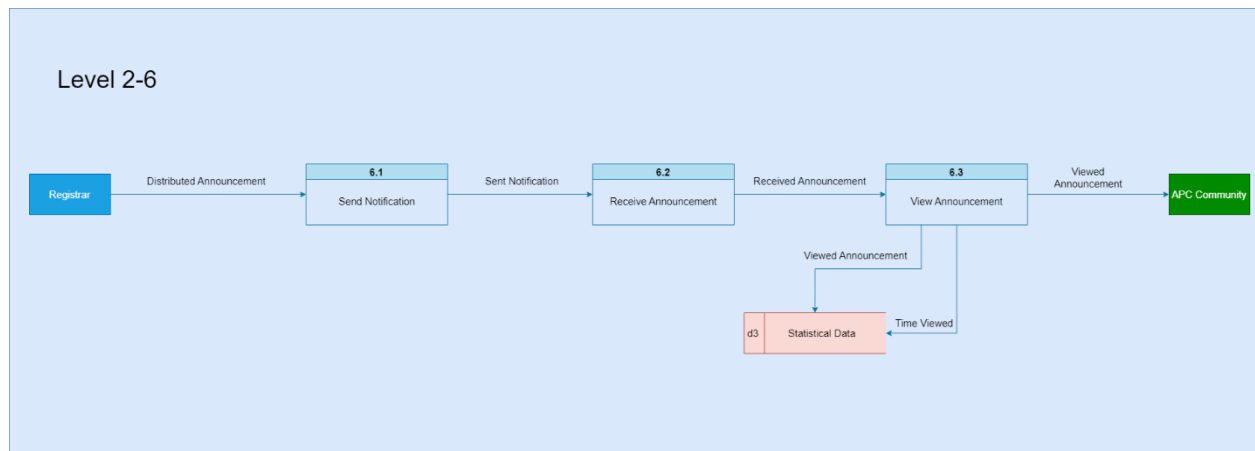 Level 2-6
Registrar
Distributed Announcement
6.1
Send Notification
Sent Notification
6.2
Receive Announcement
Received Announcement
6.3
View Announcement
Viewed
Announcement
APC Community
Viewed Announcement
Time Viewed
d3
Statistical Data